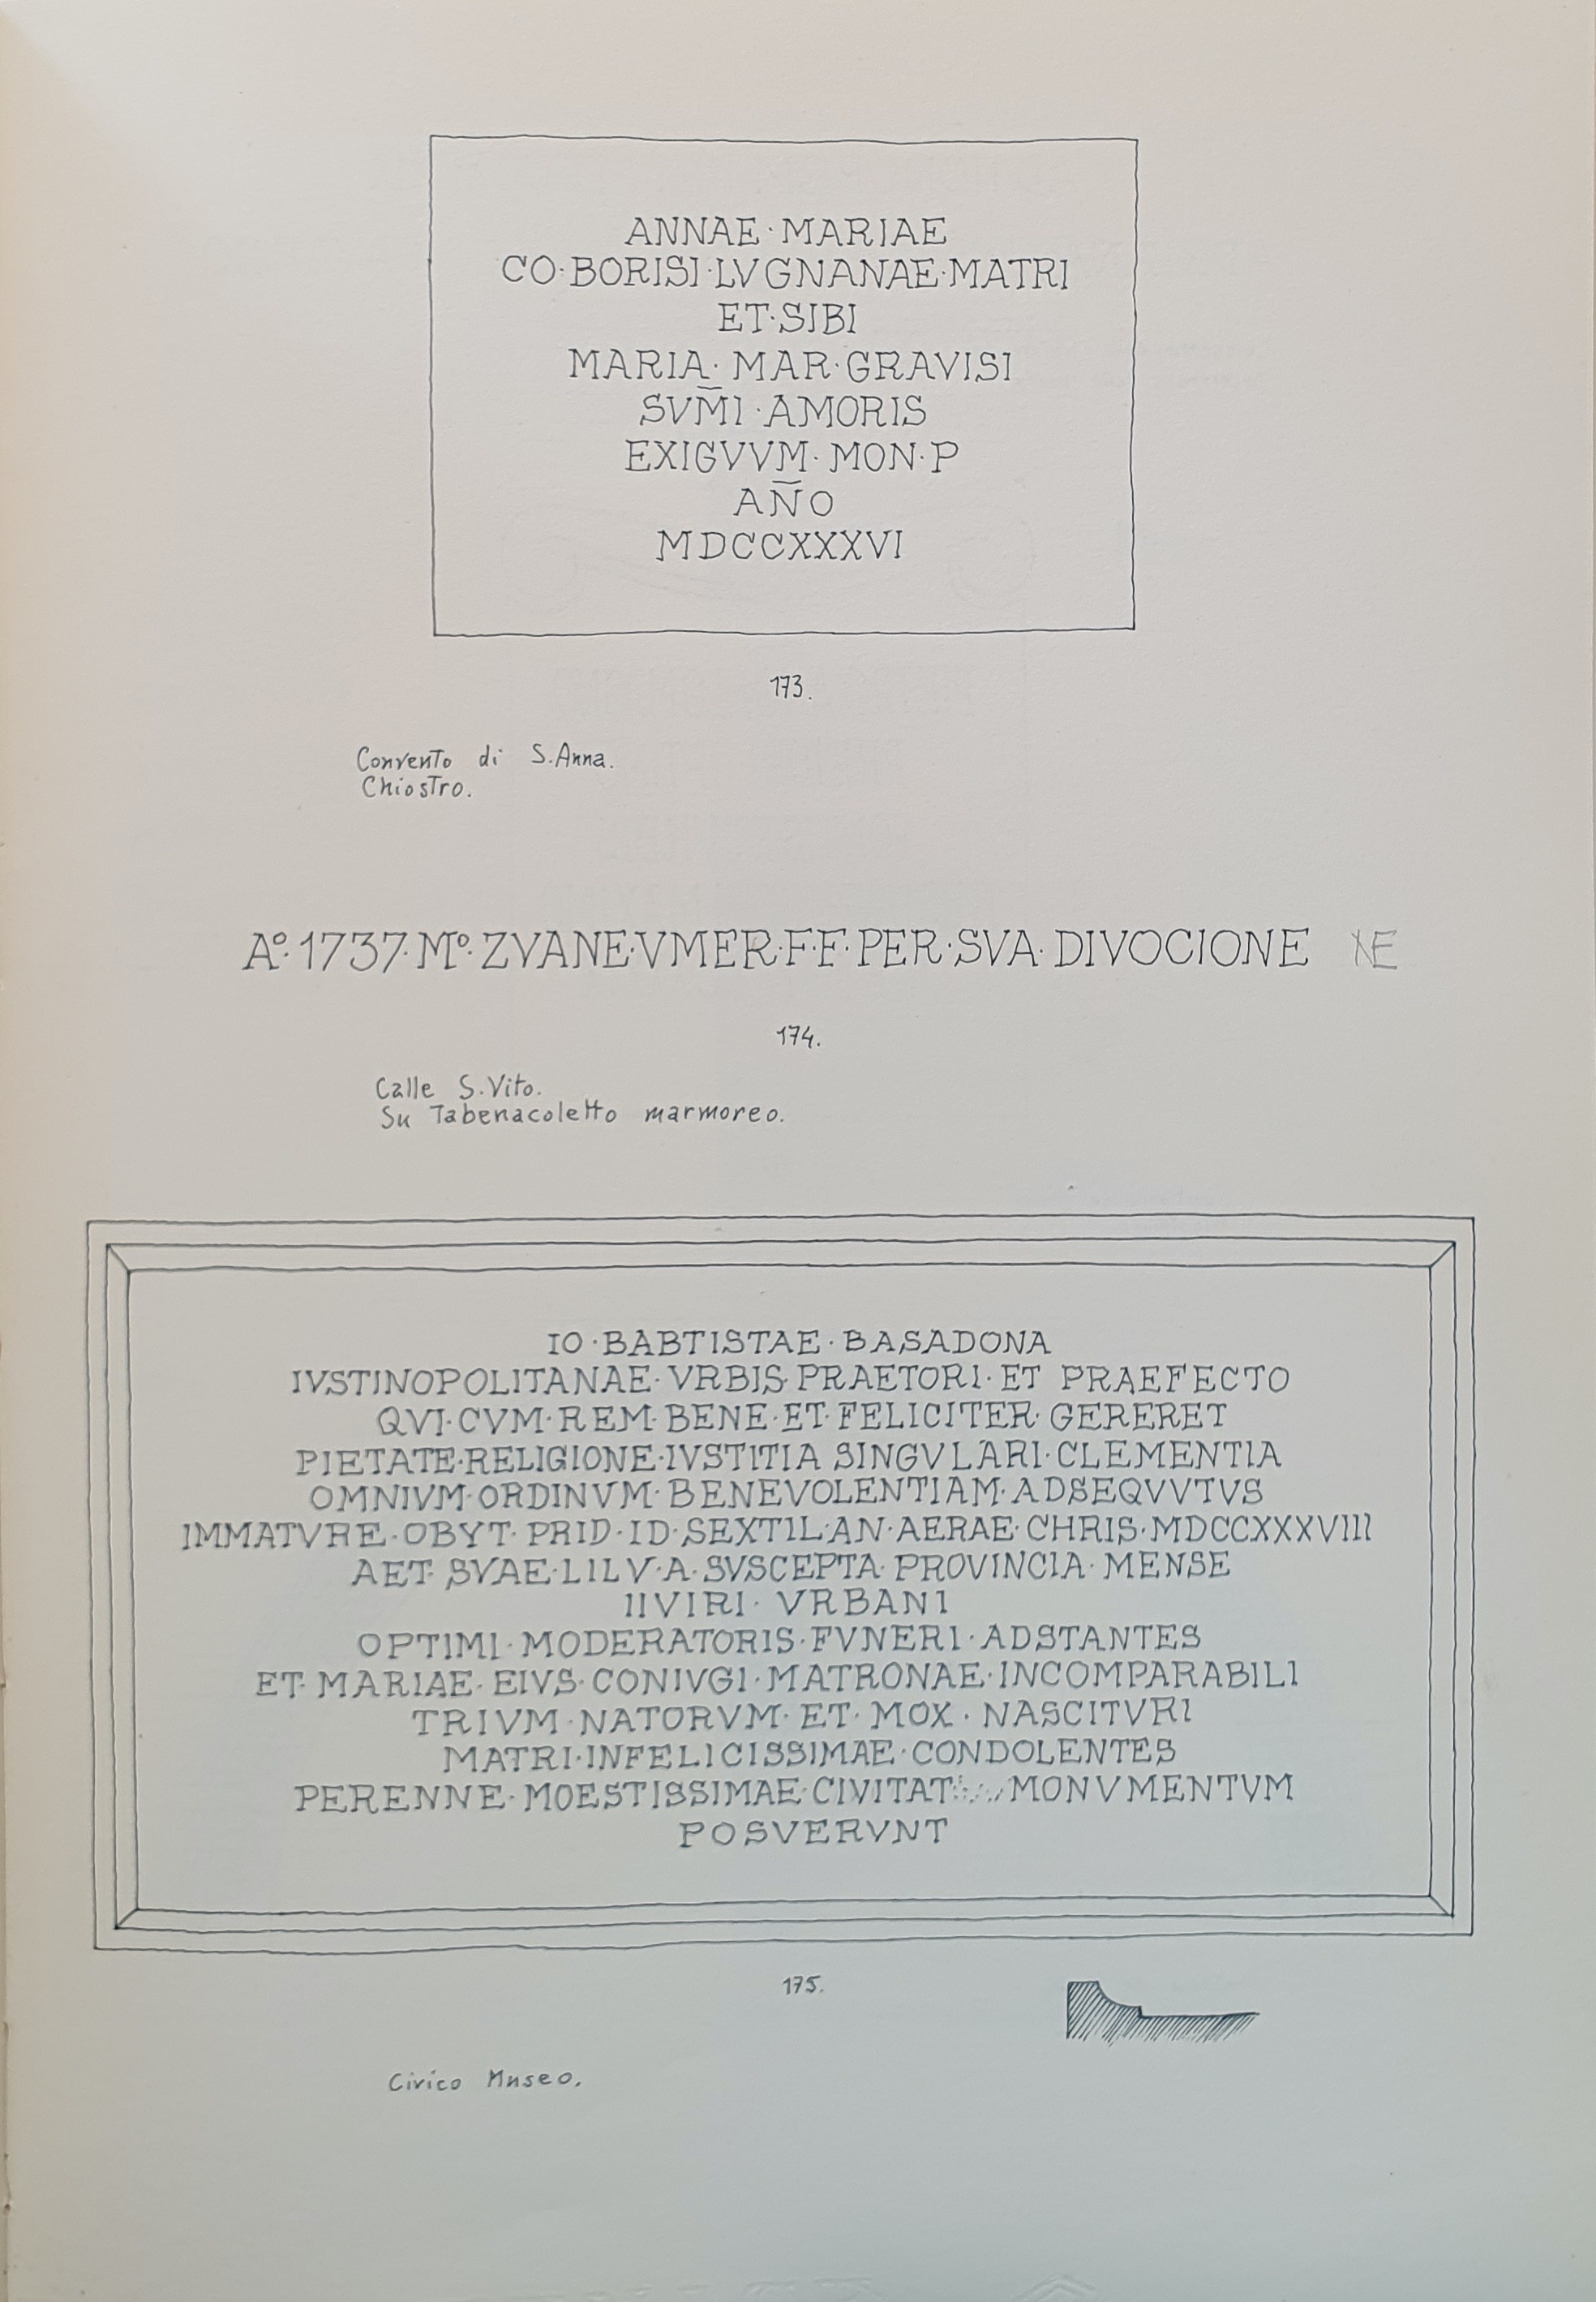 ANNAE · MARIAE
CO · BORISI · LVGNANAE · MATRI
ET · SIBI
MARIA · MAR · GRAVISI
SVM̃I · AMORIS
EXIGVVM · MON · P
AÑO
MDCCXXXVI
173.
Convento di S. Anna.
Chiostro.
Aº · 1737 · Mº · ZVANE · VMER · F · F · PER · SVA · DIVOCIONE NE
174.
Calle S. Vito.
Su Tabenacoletto marmoreo.
IO · BABTISTAE · BASADONA
IVSTINOPOLITANAE · VRBIS · PRAETORI · ET PRAEFECTO
QVI · CVM · REM · BENE · ET · FELICITER · GERERET
PIETATE · RELIGIONE · IVSTITIA SINGVLARI · CLEMENTIA
OMNIVM · ORDINVM · BENEVOLENTIAM · ADSEQVVTVS
IMMATVRE · OBYT · PRID · ID · SEXTIL · AN · AERAE · CHRIS · MDCCXXXVIII
AET · SVAE · LI LV · A · SVSCEPTA · PROVINCIA · MENSE
IIVIRI · VRBANI
OPTIMI · MODERATORIS · FVNERI · ADSTANTES
ET · MARIAE · EIVS · CONIVGI · MATRONAE · INCOMPARABILI
TRIVM · NATORVM · ET · MOX · NASCITVRI
MATRI · INFELICISSIMAE · CONDOLENTES
PERENNE · MOESTISSIMAE · CIVITAT MONVMENTVM
POSVERVNT
175.
Civico Museo.